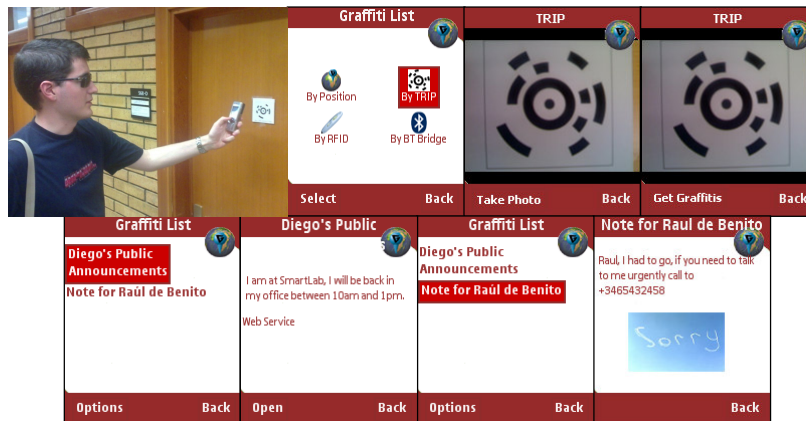 Graffiti List
By Position
By TRIP
By RFID
By BT Bridge
Select Back
TRIP
Take Photo Back
TRIP
Get Graffitis Back
Graffiti List
Diego's Public
Announcements
Note for Raúl de Benito
Options Back
Diego's Public
I am at SmartLab, I will be back in
my office between 10am and 1pm.
Web Service
Open Back
Graffiti List
Diego's Public
Announcements
Note for Raúl de Benito
Options Back
Note for Raul de Benito
Raul, I had to go, if you need to talk
to me urgently call to
+3465432458
Sorry
Back